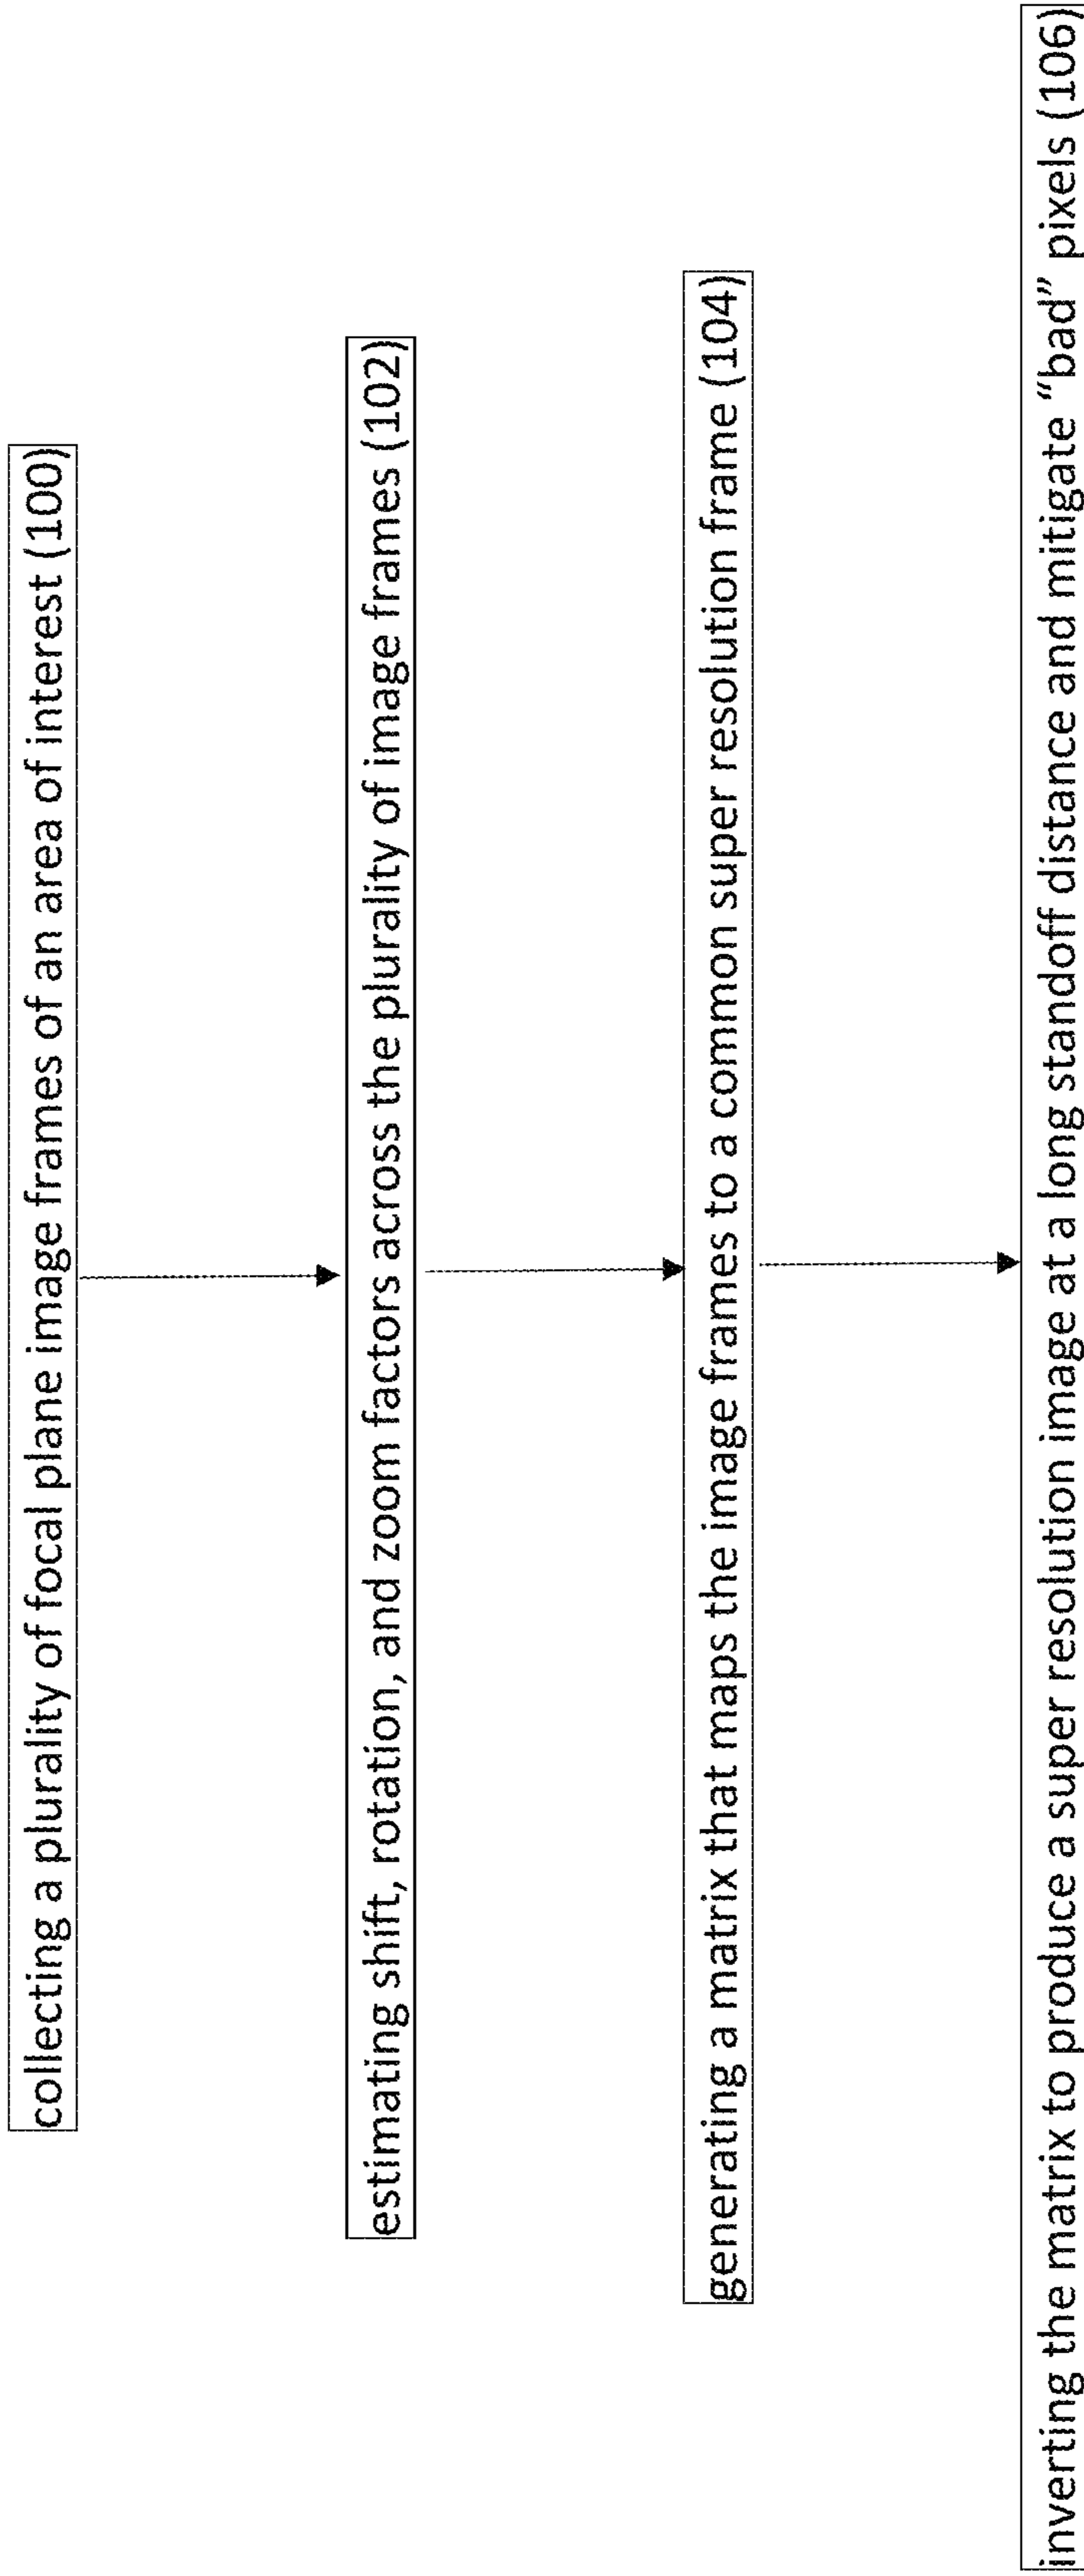 collecting a plurality of focal plane image frames of an area of interest (100)
estimating shift, rotation, and zoom factors across the plurality of image frames (102)
generating a matrix that maps the image frames to a common super resolution frame (104)
inverting the matrix to produce a super resolution image at a long standoff distance and mitigate “bad” pixels (106)